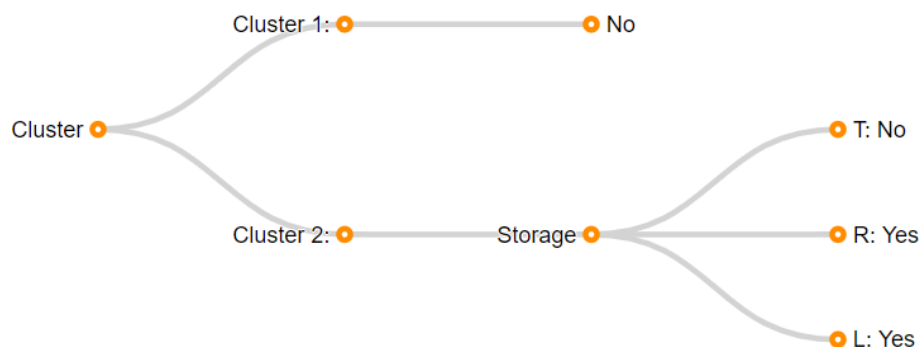 Cluster 1:
No
Cluster
T: No
Cluster 2:
Storage
R: Yes
L: Yes